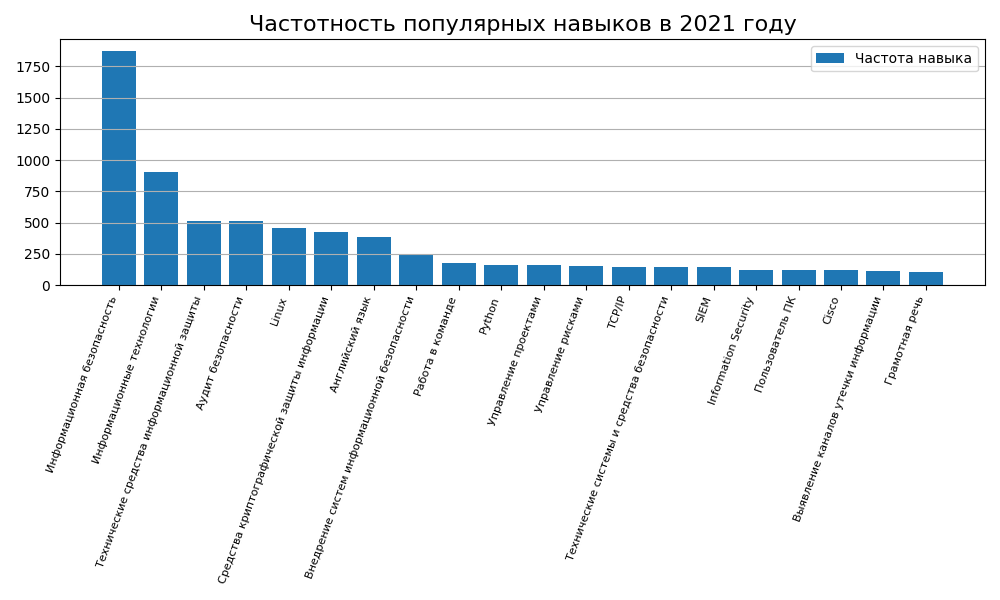 Частотность популярных навыков в 2021 году
Частота навыка
1750
1500
1250
1000
750
500
250
0
Информационная безопасность
Информационные технологии
Технические средства информационной защиты
Аудит безопасности
Linux
Средства криптографической защиты информации
Английский язык
Внедрение систем информационной безопасности
Работа в команде
Python
Управление проектами
Управление рисками
TCP/IP
Технические системы и средства безопасности
SIEM
Information Security
Пользователь ПК
Cisco
Выявление каналов утечки информации
Грамотная речь